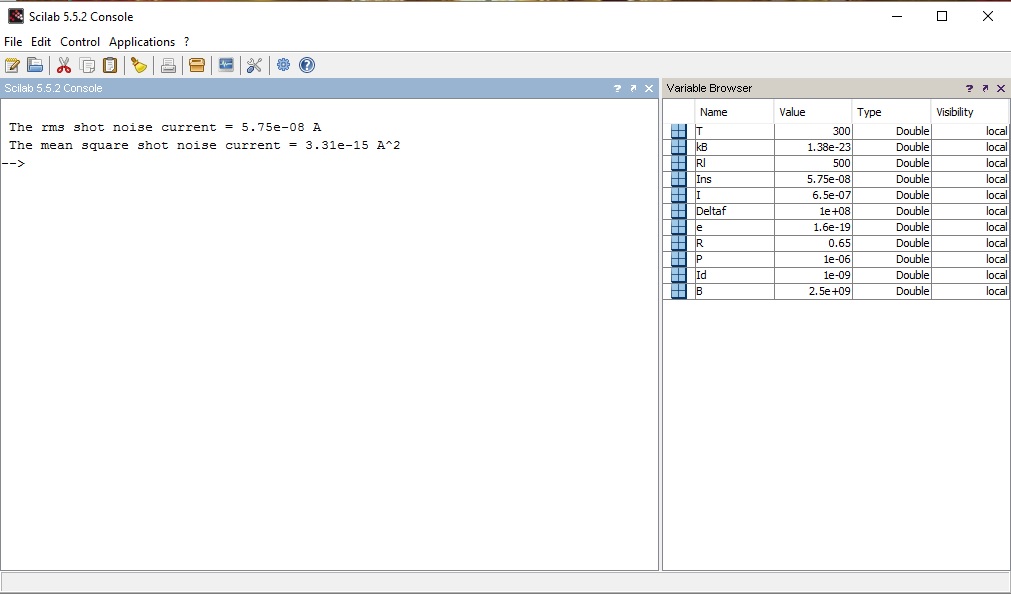 Scilab 5.5.2 Console
File Edit Control Applications ?
Scilab 5.5.2 Console ? 
The rms shot noise current = 5.75e-08 A
The mean square shot noise current = 3.31e-15 A^2
-->
Variable Browser ?
Name Value Type Visibility
T 300 Double local
kB 1.38e-23 Double local
Rl 500 Double local
Ins 5.75e-08 Double local
I 6.5e-07 Double local
Deltaf 1e+08 Double local
e 1.6e-19 Double local
R 0.65 Double local
P 1e-06 Double local
Id 1e-09 Double local
B 2.5e+09 Double local